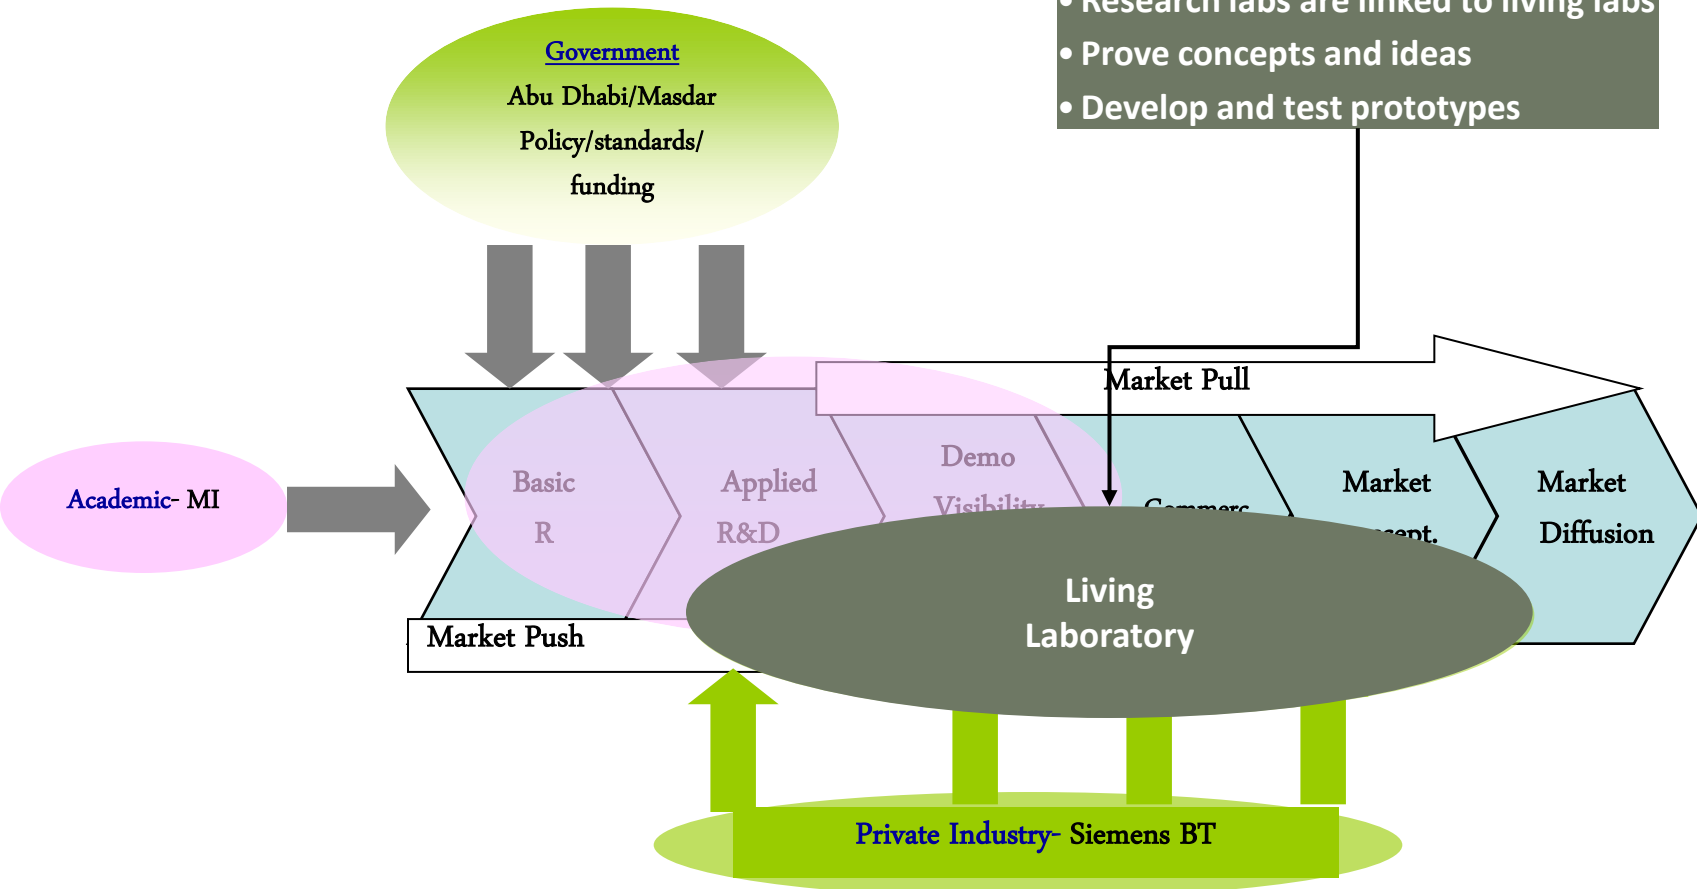 • Research labs are linked to living labs
• Prove concepts and ideas
• Develop and test prototypes
Government
Abu Dhabi/Masdar
Policy/standards/
funding
Market Pull
Academic- MI
Basic
R
Applied
R&D
Demo
Visibility
Market
Market
Diffusion
Market Push
Living
Laboratory
Private Industry- Siemens BT